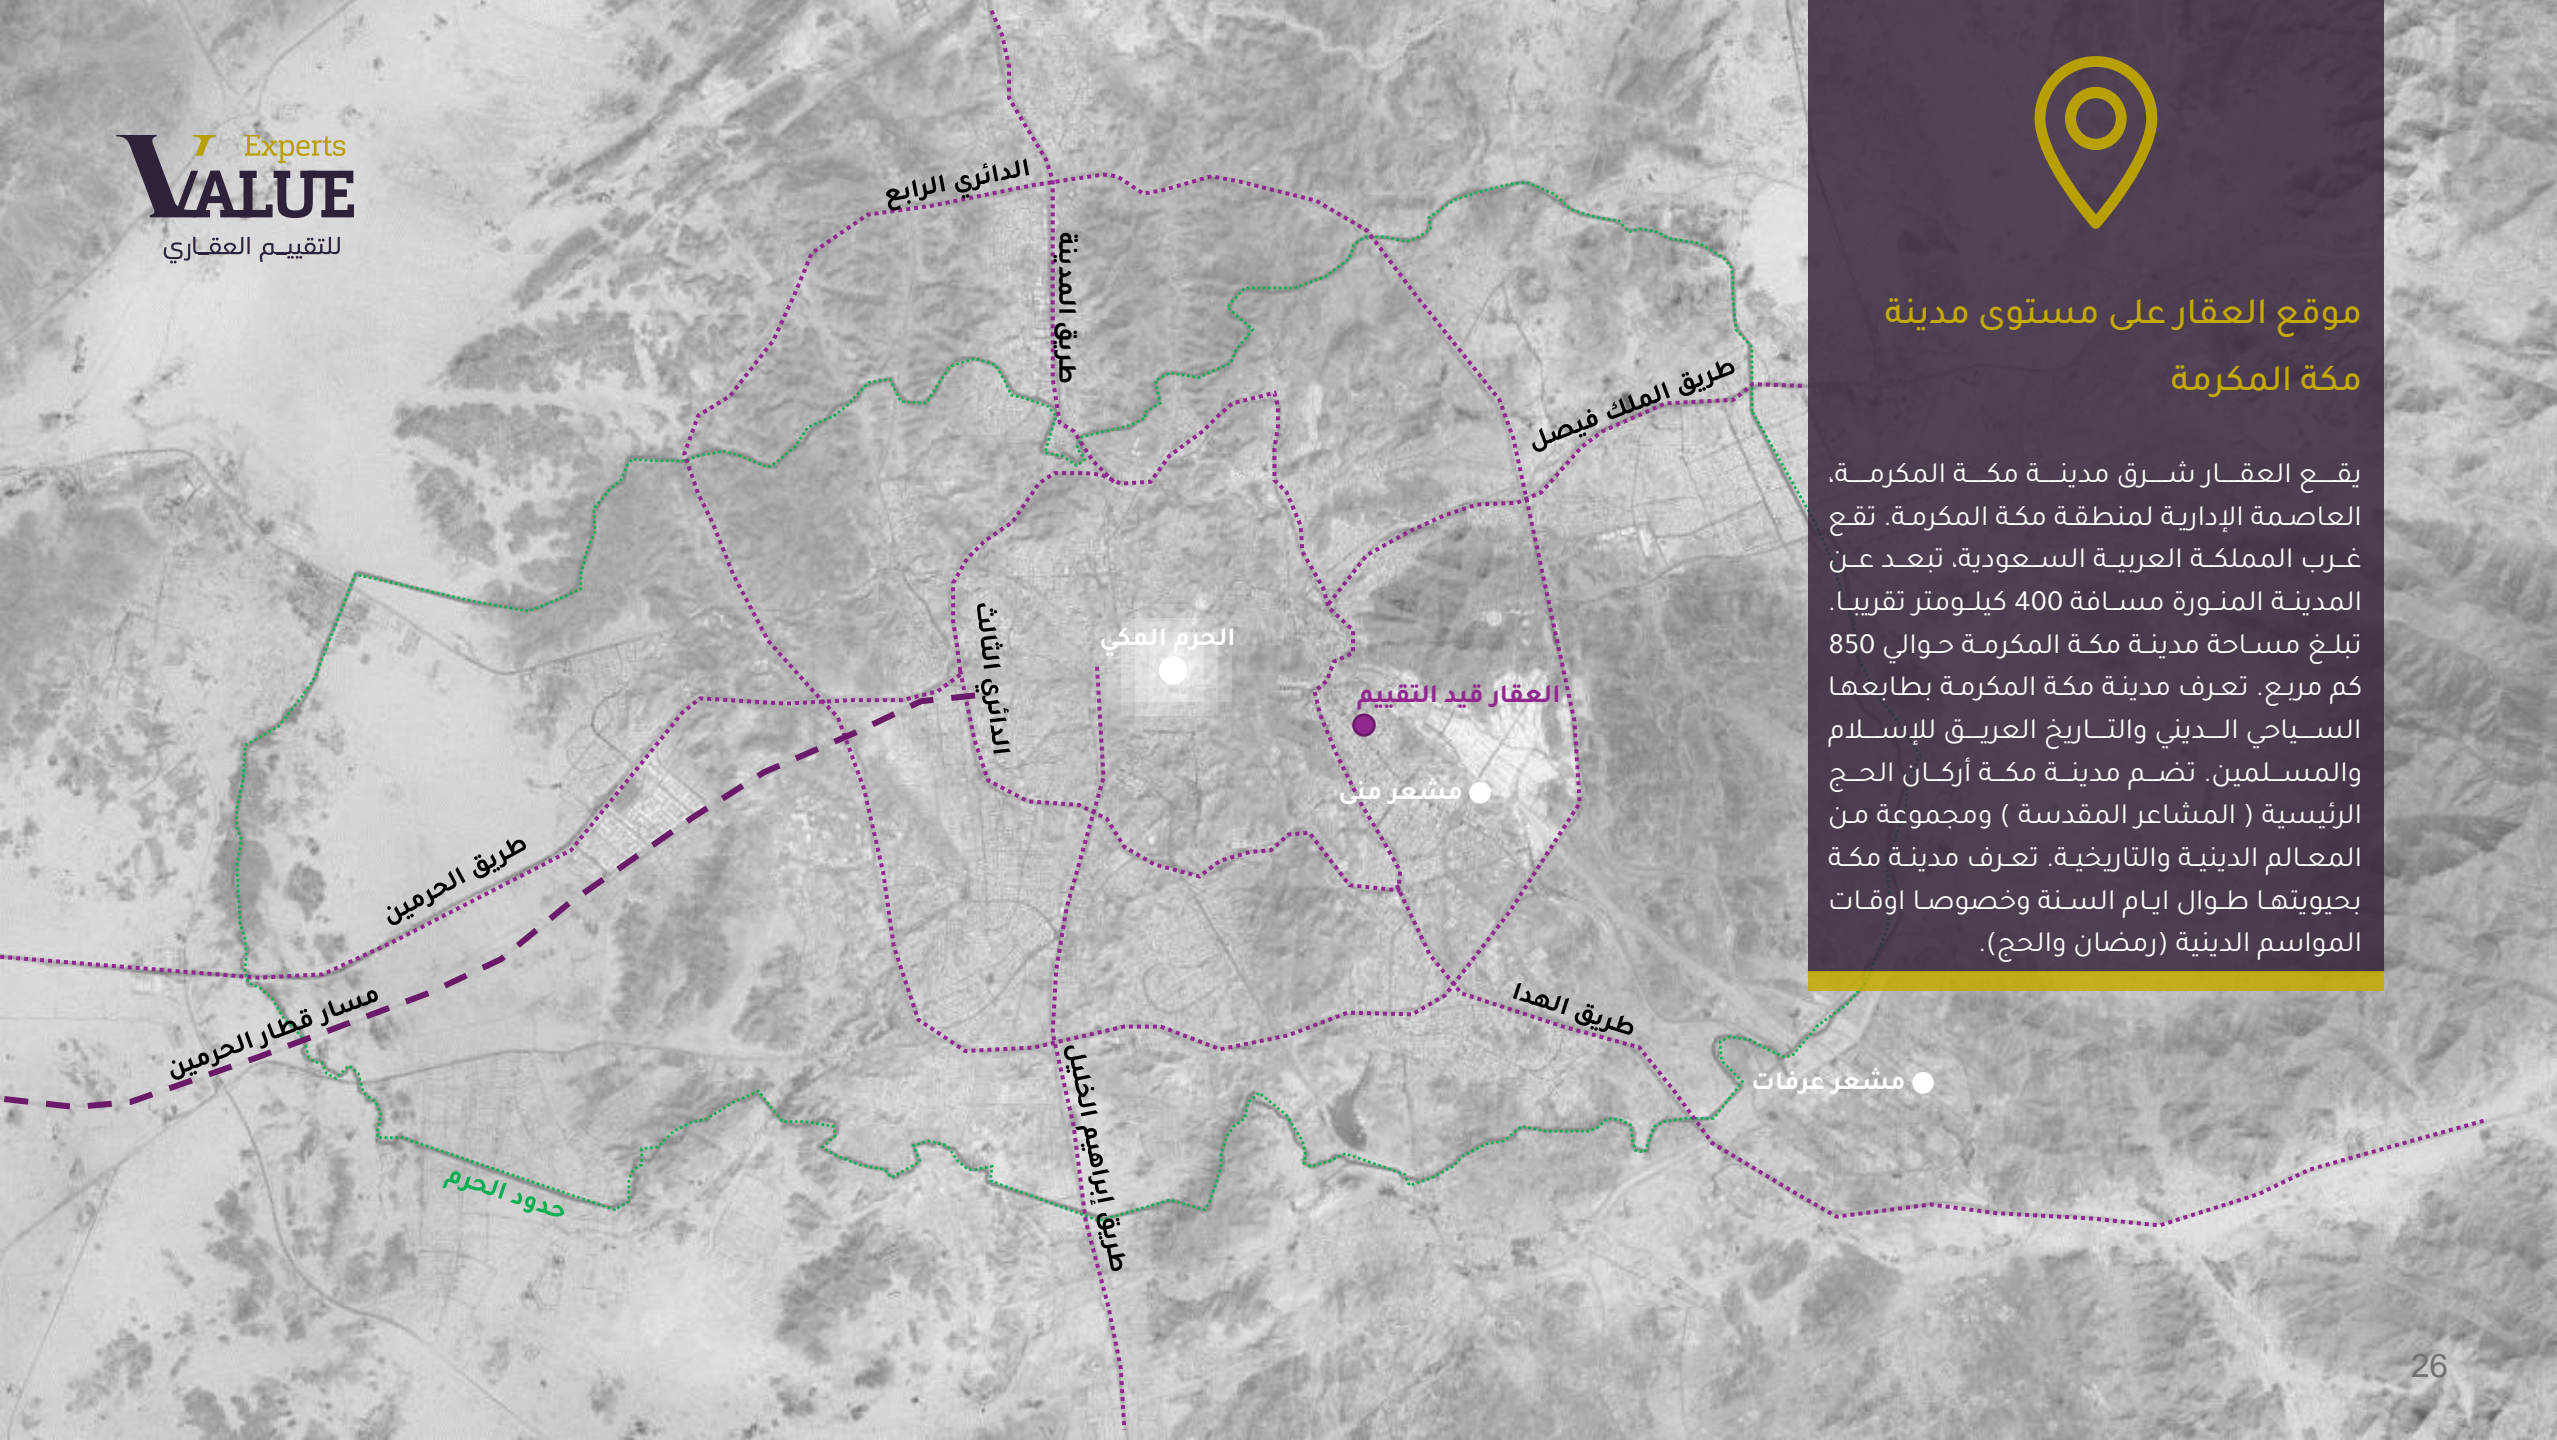 Experts
VALUE
للتقييم العقاري
موقع العقار على مستوى مدينة
مكة المكرمة
يقع العقار شرق مدينة مكة المكرمة،
العاصمة الإدارية لمنطقة مكة المكرمة. تقع
غرب المملكة العربية السعودية، تبعد عن
المدينة المنورة مسافة 400 كيلومتر تقريبا.
تبلغ مساحة مدينة مكة المكرمة حوالي 850
كم مربع. تعرف مدينة مكة المكرمة بطابعها
السياحي الديني والتاريخ العريق للإسلام
والمسلمين. تضم مدينة مكة أركان الحج
الرئيسية ( المشاعر المقدسة ) ومجموعة من
المعالم الدينية والتاريخية. تعرف مدينة مكة
بحيويتها طوال ايام السنة وخصوصا اوقات
المواسم الدينية (رمضان والحج).
الدائري الرابع
طريق المدينة
طريق الملك فيصل
الدائري الثالث
الحرم المكي
العقار قيد التقييم
مشعر منى
طريق الحرمين
مسار قطار الحرمين
طريق الهدا
مشعر عرفات
طريق إبراهيم الخليل
حدود الحرم
26